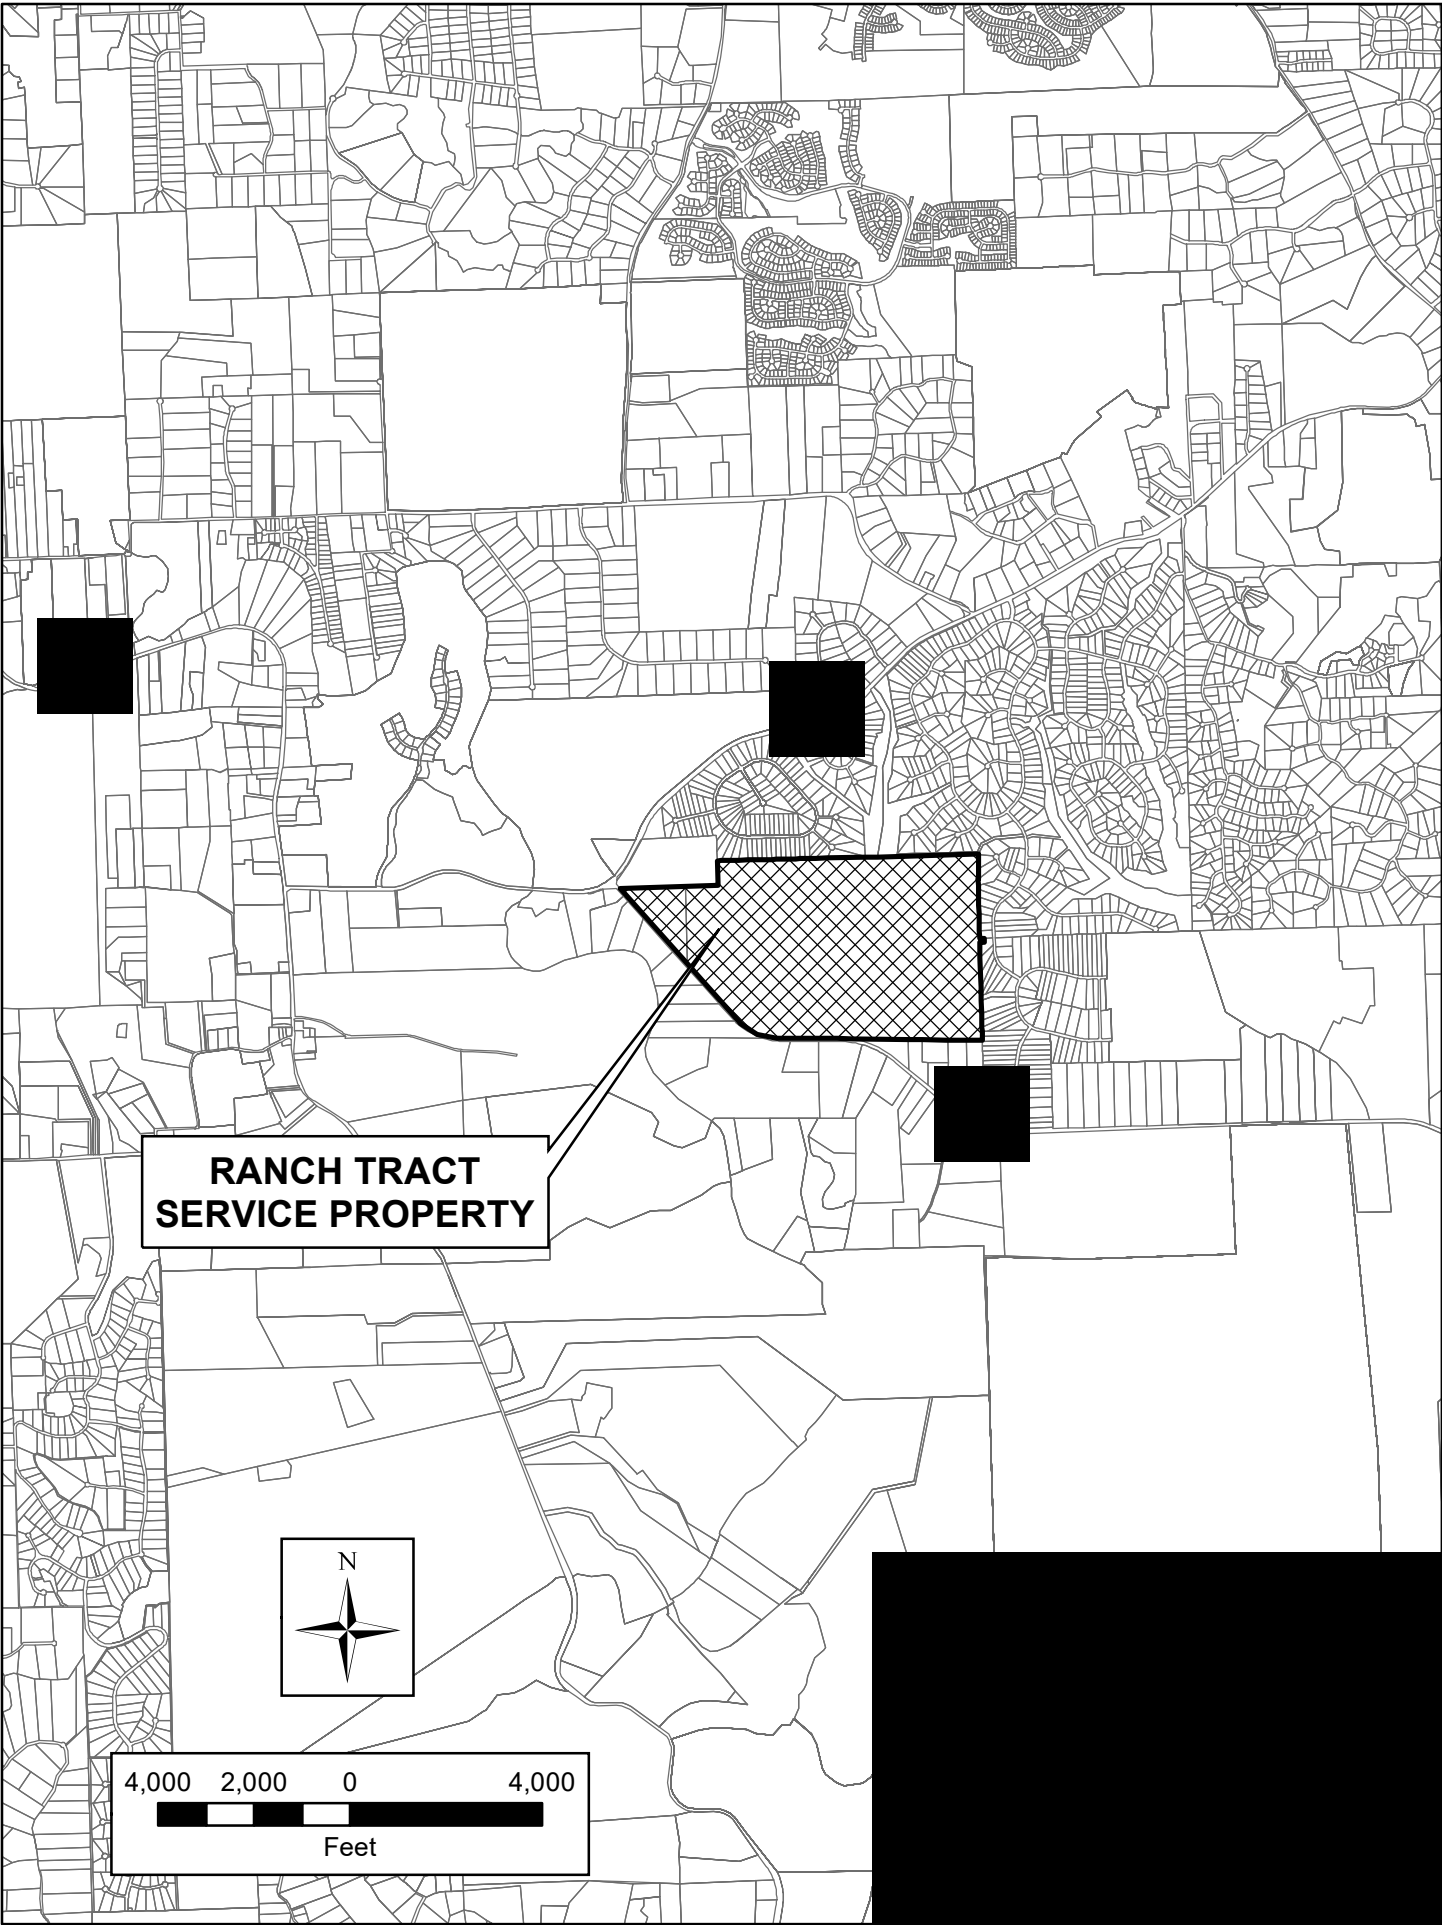 RANCH TRACT
SERVICE PROPERTY
N
4,000 2,000 0 4,000
Feet